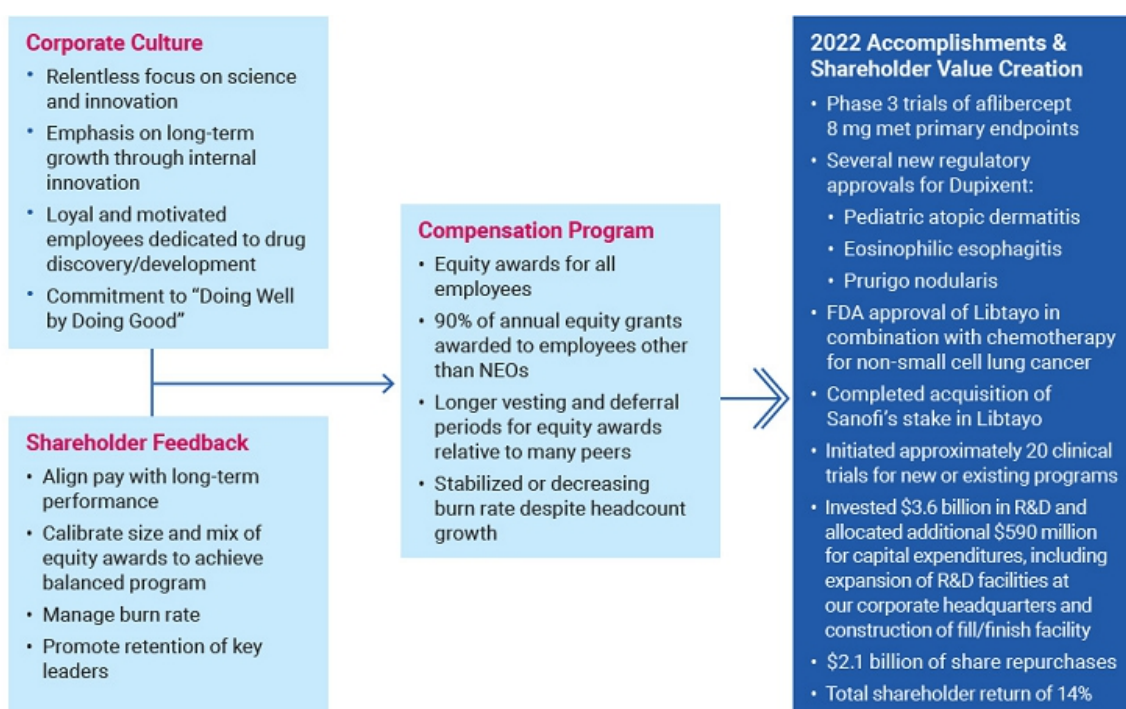 Corporate Culture
• Relentless focus on science
and innovation
• Emphasis on long-term
growth through internal
innovation
• Loyal and motivated
employees dedicated to drug
discovery/development
• Commitment to “Doing Well
by Doing Good”
Shareholder Feedback
• Align pay with long-term
performance
• Calibrate size and mix of
equity awards to achieve
balanced program
• Manage burn rate
• Promote retention of key
leaders
Compensation Program
• Equity awards for all
employees
• 90% of annual equity grants
awarded to employees other
than NEOs
• Longer vesting and deferral
periods for equity awards
relative to many peers
• Stabilized or decreasing
burn rate despite headcount
growth
2022 Accomplishments &
Shareholder Value Creation
• Phase 3 trials of aflibercept
8 mg met primary endpoints
• Several new regulatory
approvals for Dupixent:
• Pediatric atopic dermatitis
• Eosinophilic esophagitis
• Prurigo nodularis
• FDA approval of Libtayo in
combination with chemotherapy
for non-small cell lung cancer
• Completed acquisition of
Sanofi’s stake in Libtayo
• Initiated approximately 20 clinical
trials for new or existing programs
• Invested $3.6 billion in R&D and
allocated additional $590 million
for capital expenditures, including
expansion of R&D facilities at
our corporate headquarters and
construction of fill/finish facility
• $2.1 billion of share repurchases
• Total shareholder return of 14%